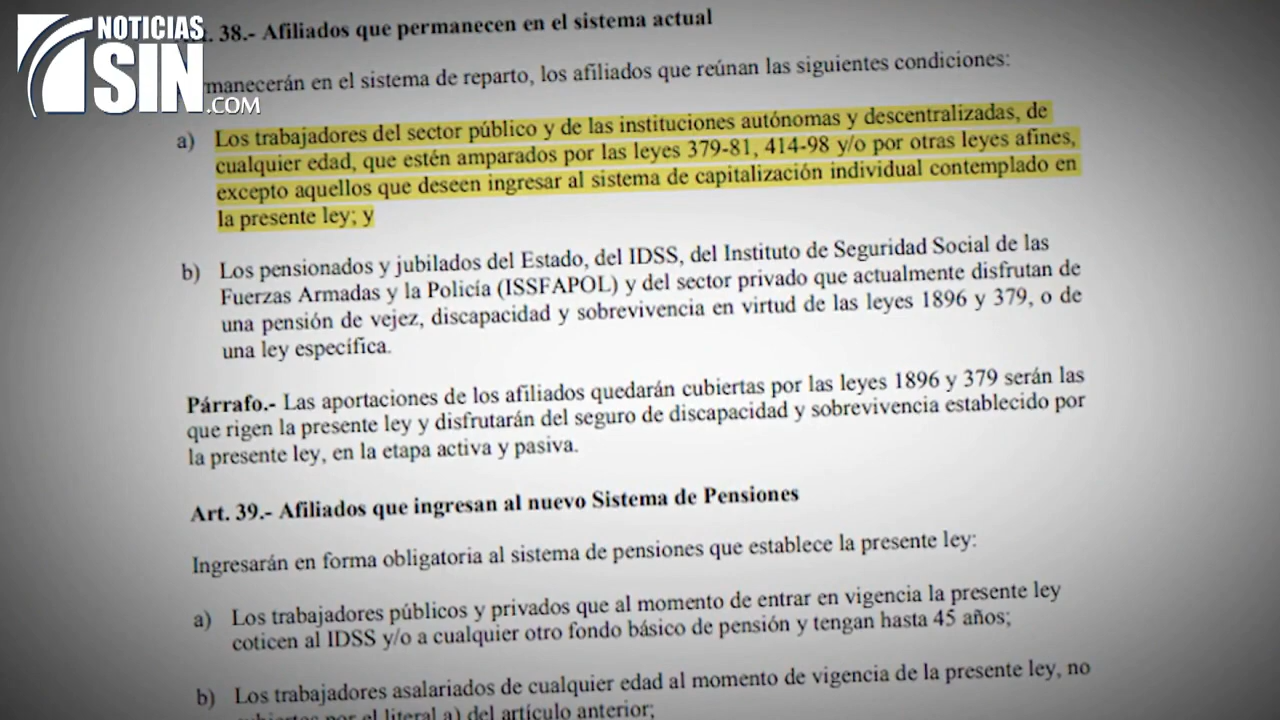 NOTICIAS
SIN
.COM
. 38.- Afiliados que permanecen en el sistema actual
manecerán en el sistema de reparto, los afiliados que reúnan las siguientes condiciones:
a) Los trabajadores del sector público y de las instituciones autónomas y descentralizadas, de
cualquier edad, que estén amparados por las leyes 379-81, 414-98 y/o por otras leyes afines,
excepto aquellos que deseen ingresar al sistema de capitalización individual contemplado en
la presente ley; y
b) Los pensionados y jubilados del Estado, del IDSS, del Instituto de Seguridad Social de las
Fuerzas Armadas y la Policía (ISSFAPOL) y del sector privado que actualmente disfrutan de
una pensión de vejez, discapacidad y sobrevivencia en virtud de las leyes 1896 y 379, o de
una ley específica.
Párrafo.- Las aportaciones de los afiliados quedarán cubiertas por las leyes 1896 y 379 serán las
que rigen la presente ley y disfrutarán del seguro de discapacidad y sobrevivencia establecido por
la presente ley, en la etapa activa y pasiva.
Art. 39.- Afiliados que ingresan al nuevo Sistema de Pensiones
Ingresarán en forma obligatoria al sistema de pensiones que establece la presente ley:
a) Los trabajadores públicos y privados que al momento de entrar en vigencia la presente ley
coticen al IDSS y/o a cualquier otro fondo básico de pensión y tengan hasta 45 años;
b) Los trabajadores asalariados de cualquier edad al momento de vigencia de la presente ley, no
por el literal a) del artículo anterior;